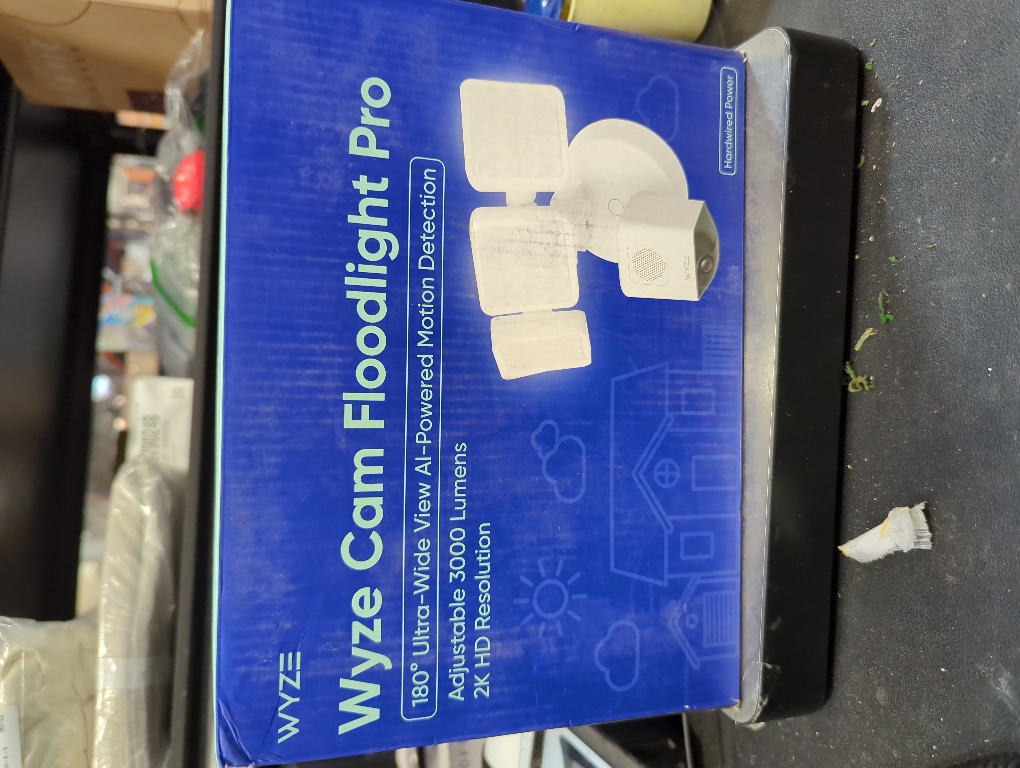 WYZE
Wyze Cam Floodlight Pro
180° Ultra-Wide View AI-Powered Motion Detection
Adjustable 3000 Lumens
2K HD Resolution
WYZE
Hardwired Power